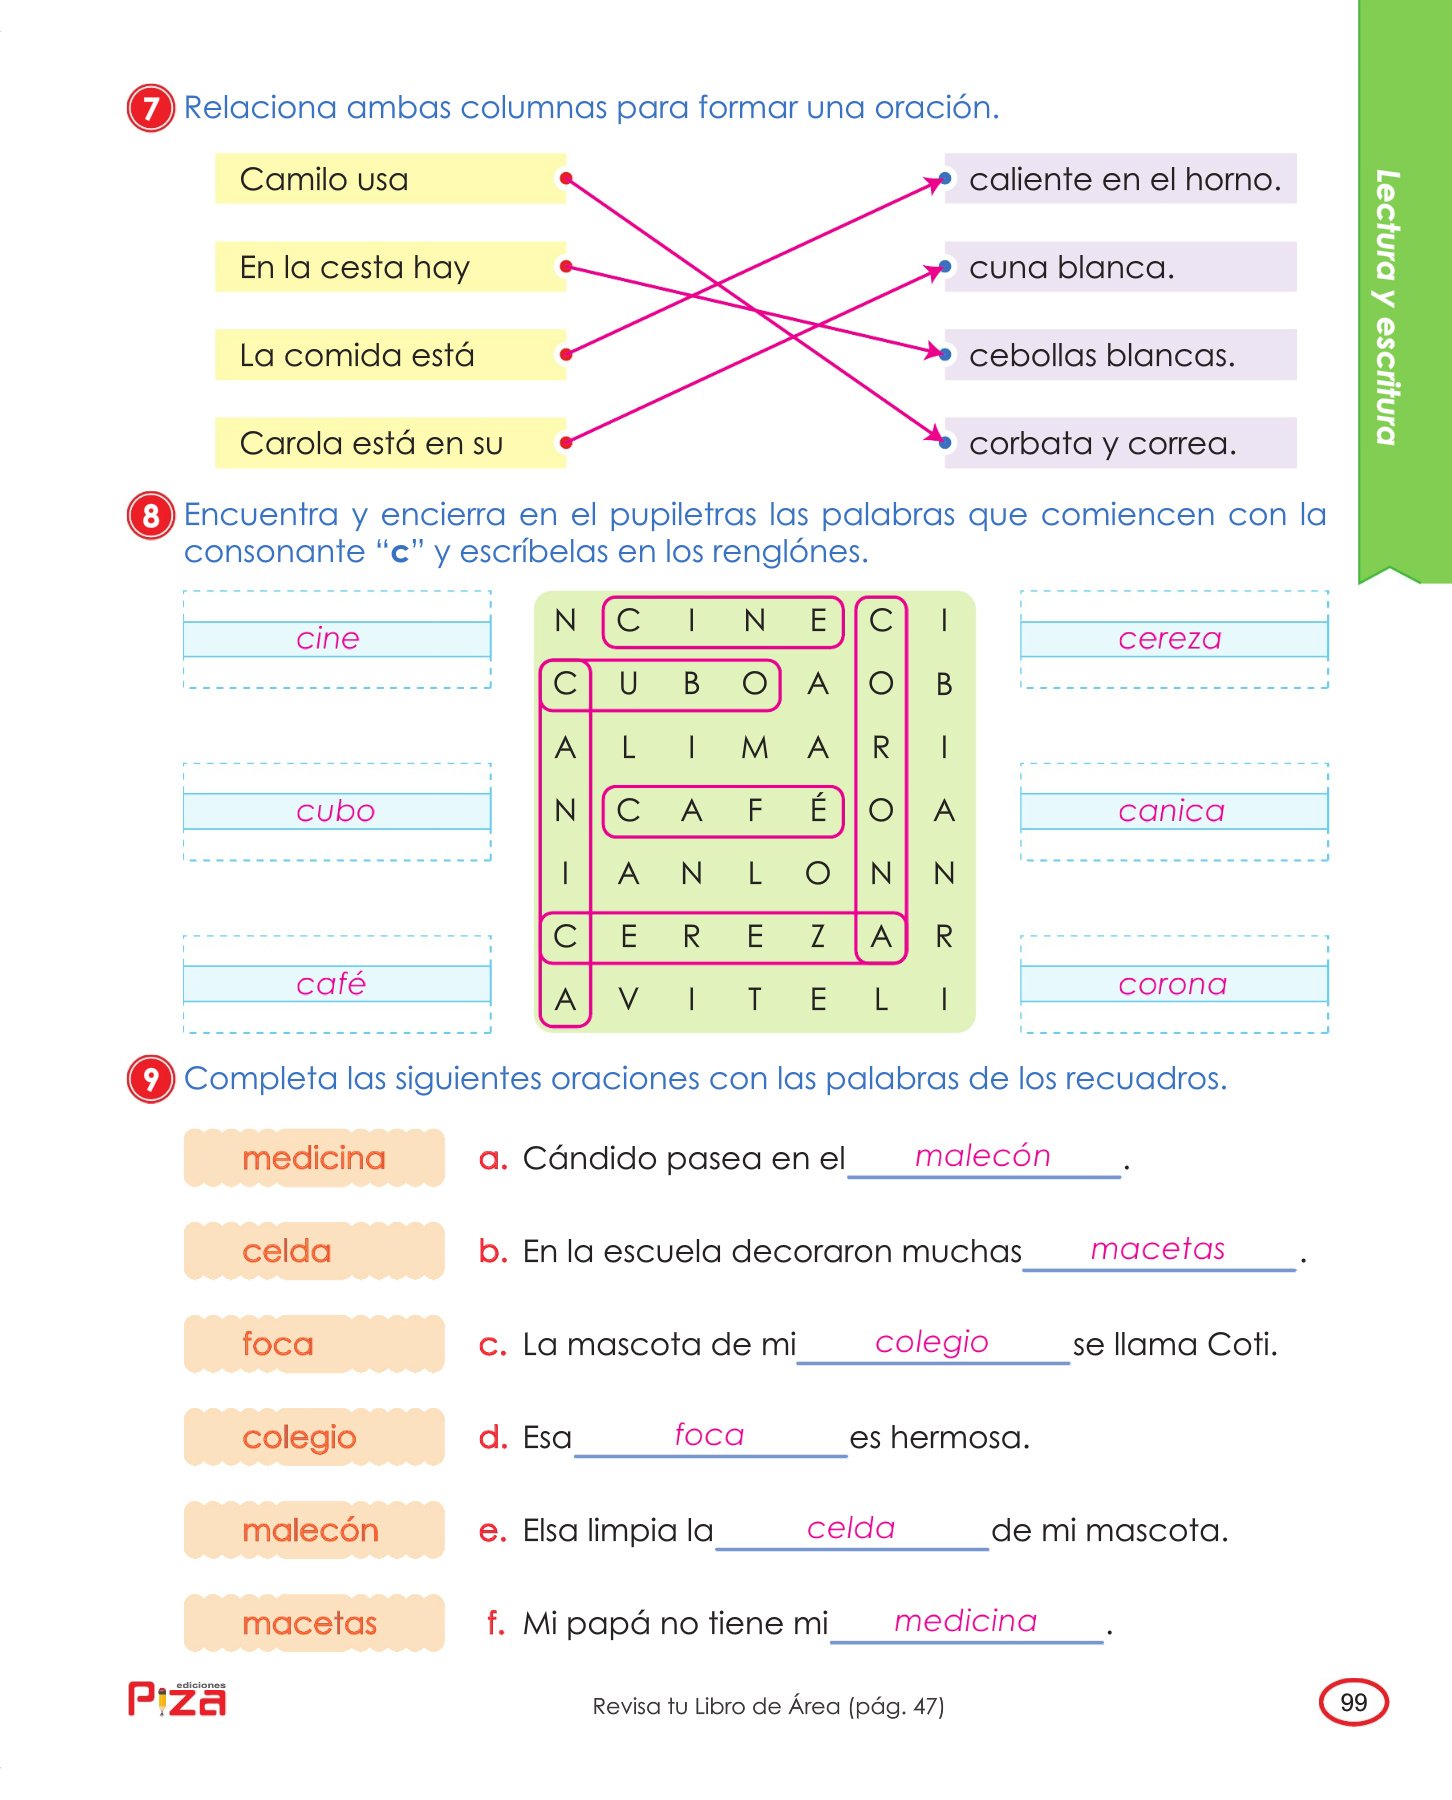 7 Relaciona ambas columnas para formar una oración.
Camilo usa caliente en el horno.
En la cesta hay cuna blanca.
La comida está cebollas blancas.
Carola está en su corbata y correa.
Lectura y escritura
8 Encuentra y encierra en el pupiletras las palabras que comiencen con la
consonante “c” y escríbelas en los renglónes.
cine
cubo
café
N C I N E C I
C U B O A O B
A L I M A R I
N C A F É O A
I A N L O N N
C E R E Z A R
A V I T E L I
cereza
canica
corona
9 Completa las siguientes oraciones con las palabras de los recuadros.
medicina a. Cándido pasea en el malecón.
celda b. En la escuela decoraron muchas macetas.
foca c. La mascota de mi colegio se llama Coti.
colegio d. Esa foca es hermosa.
malecón e. Elsa limpia la celda de mi mascota.
macetas f. Mi papá no tiene mi medicina.
ediciones
Piza
Revisa tu Libro de Área (pág. 47)
99